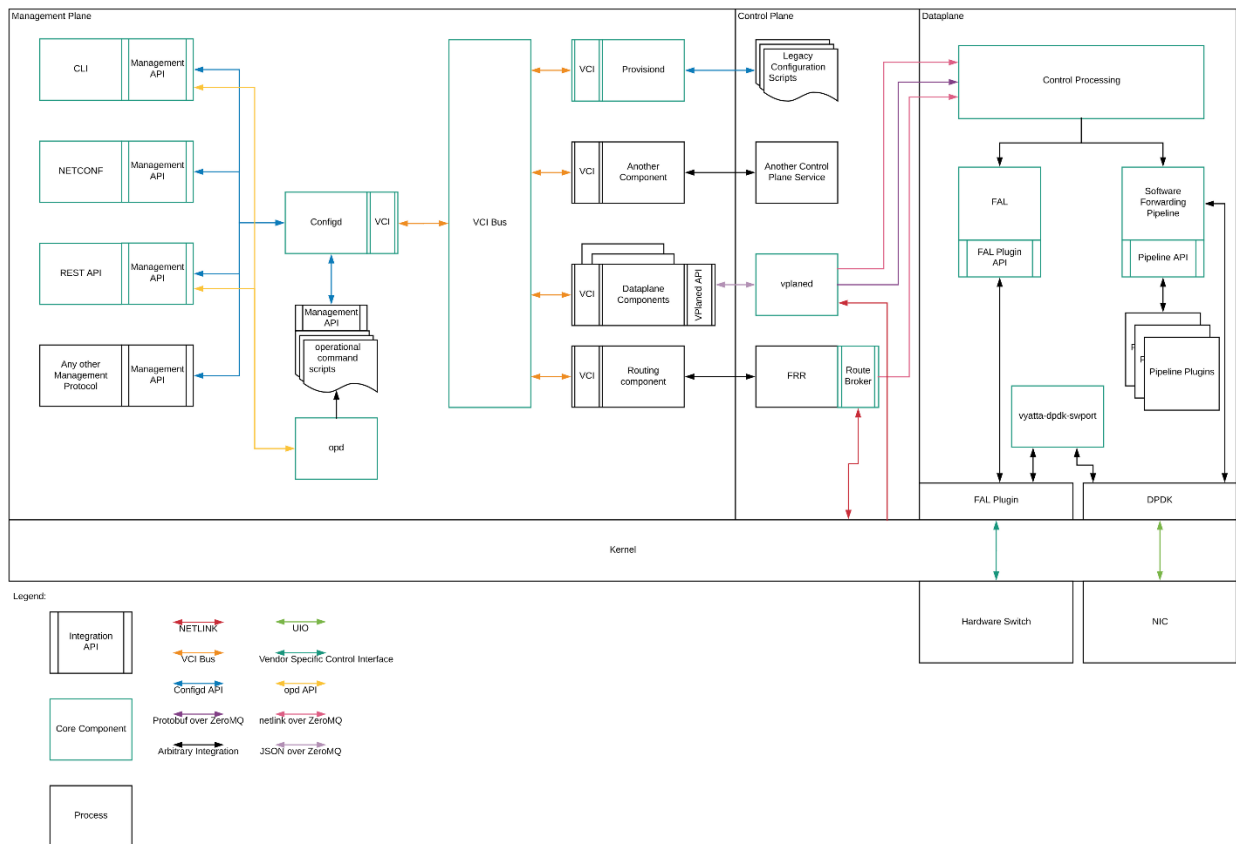 Management Plane
Control Plane
Dataplane
CLI
Management
API
NETCONF
Management
API
REST API
Management
API
Any other
Management
Protocol
Management
API
Configd
VCI
Management
API
operational
command
scripts
opd
VCI Bus
VCI
Provisiond
VCI
Another
Component
VCI
Dataplane
Components
VPlaned API
VCI
Routing
component
Legacy
Configuration
Scripts
Another Control
Plane Service
vplaned
FRR
Route
Broker
Control Processing
FAL
FAL Plugin
API
Software
Forwarding
Pipeline
Pipeline API
Pipeline Plugins
vyatta-dpdk-swport
FAL Plugin
DPDK
Kernel
Hardware Switch
NIC
Legend:
Integration
API
Core Component
Process
NETLINK
UIO
VCI Bus
Vendor Specific Control Interface
Configd API
opd API
Protobuf over ZeroMQ
netlink over ZeroMQ
Arbitrary Integration
JSON over ZeroMQ